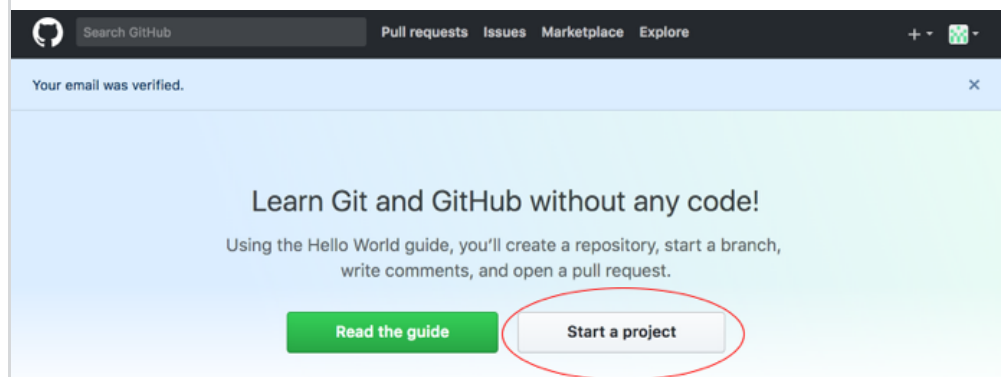 Search GitHub
Pull requests Issues Marketplace Explore
Your email was verified.
Learn Git and GitHub without any code!
Using the Hello World guide, you’ll create a repository, start a branch,
write comments, and open a pull request.
Read the guide
Start a project